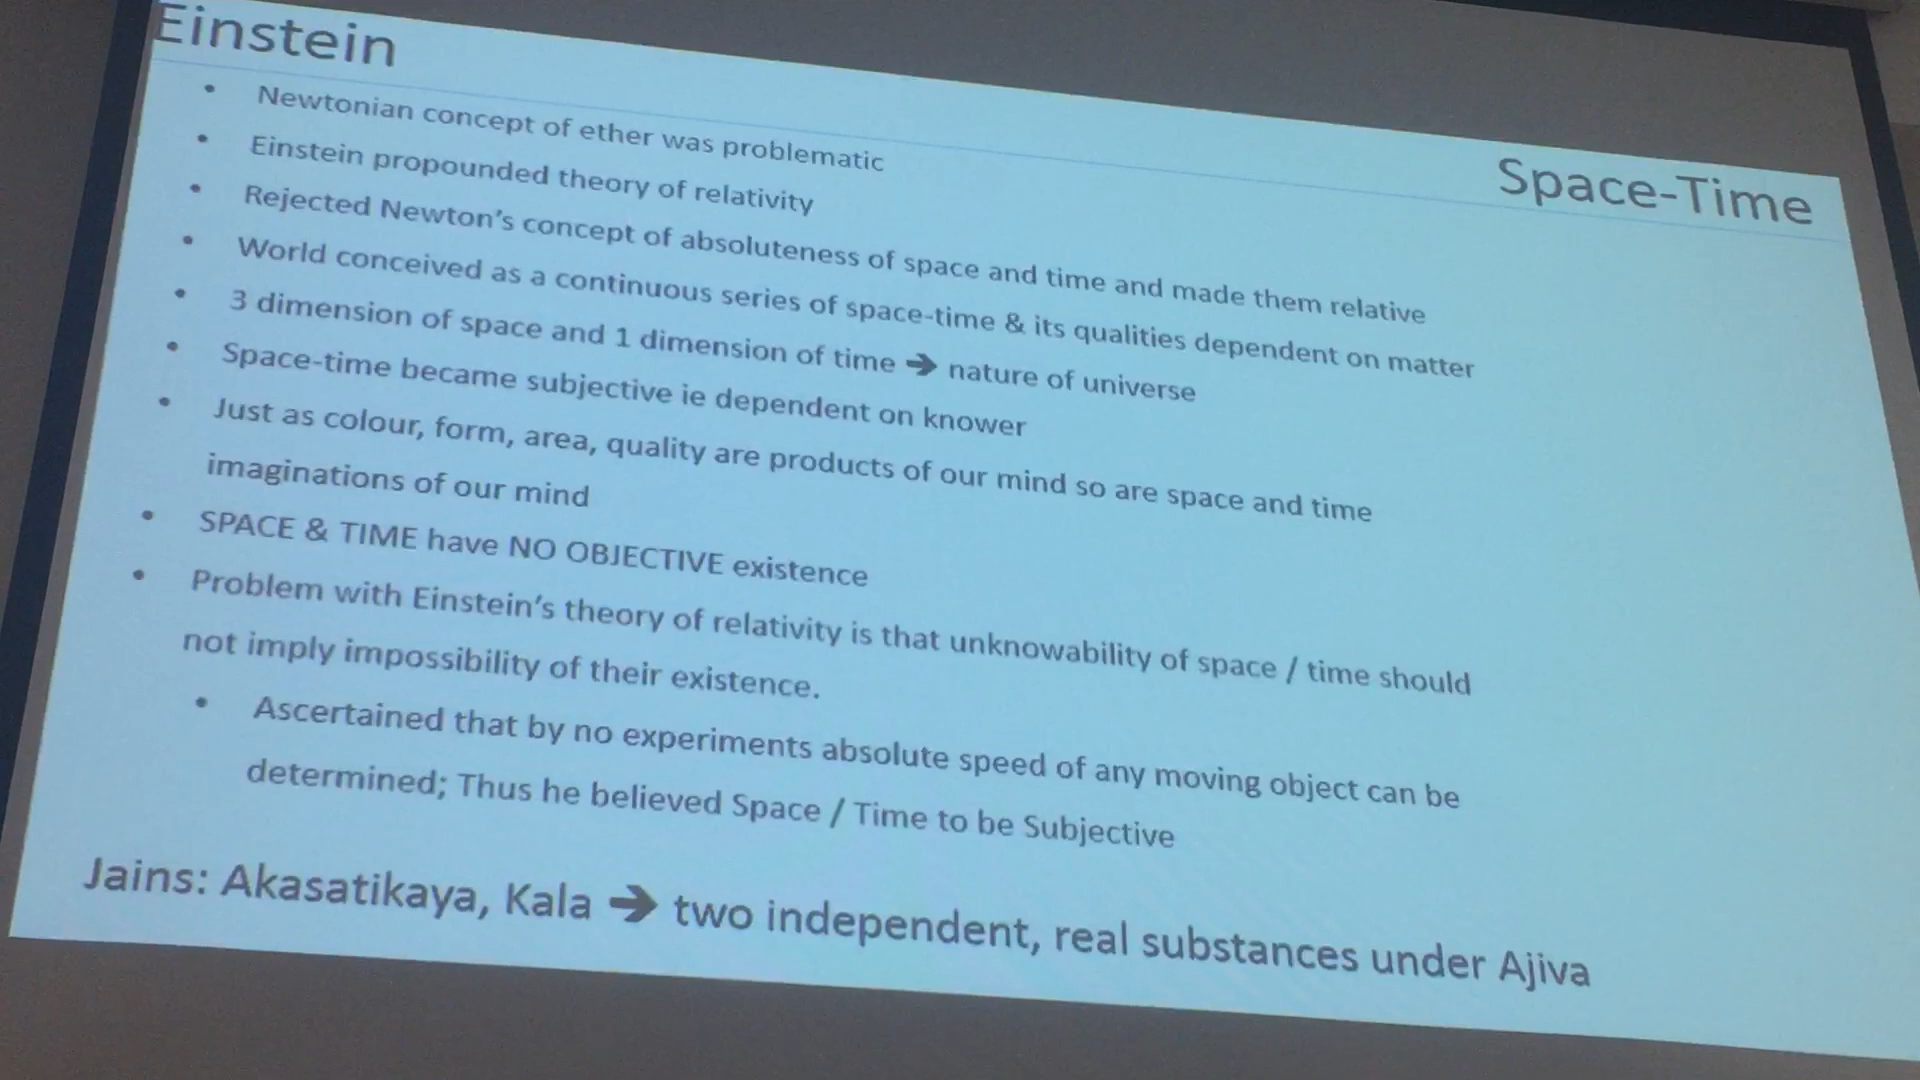 Einstein
Space-Time
• Newtonian concept of ether was problematic
• Einstein propounded theory of relativity
• Rejected Newton's concept of absoluteness of space and time and made them relative
• World conceived as a continuous series of space-time & its qualities dependent on matter
• 3 dimension of space and 1 dimension of time → nature of universe
• Space-time became subjective ie dependent on knower
• Just as colour, form, area, quality are products of our mind so are space and time
imaginations of our mind
• SPACE & TIME have NO OBJECTIVE existence
• Problem with Einstein's theory of relativity is that unknowability of space / time should
not imply impossibility of their existence.
• Ascertained that by no experiments absolute speed of any moving object can be
determined; Thus he believed Space / Time to be Subjective
Jains: Akasatikaya, Kala → two independent, real substances under Ajiva